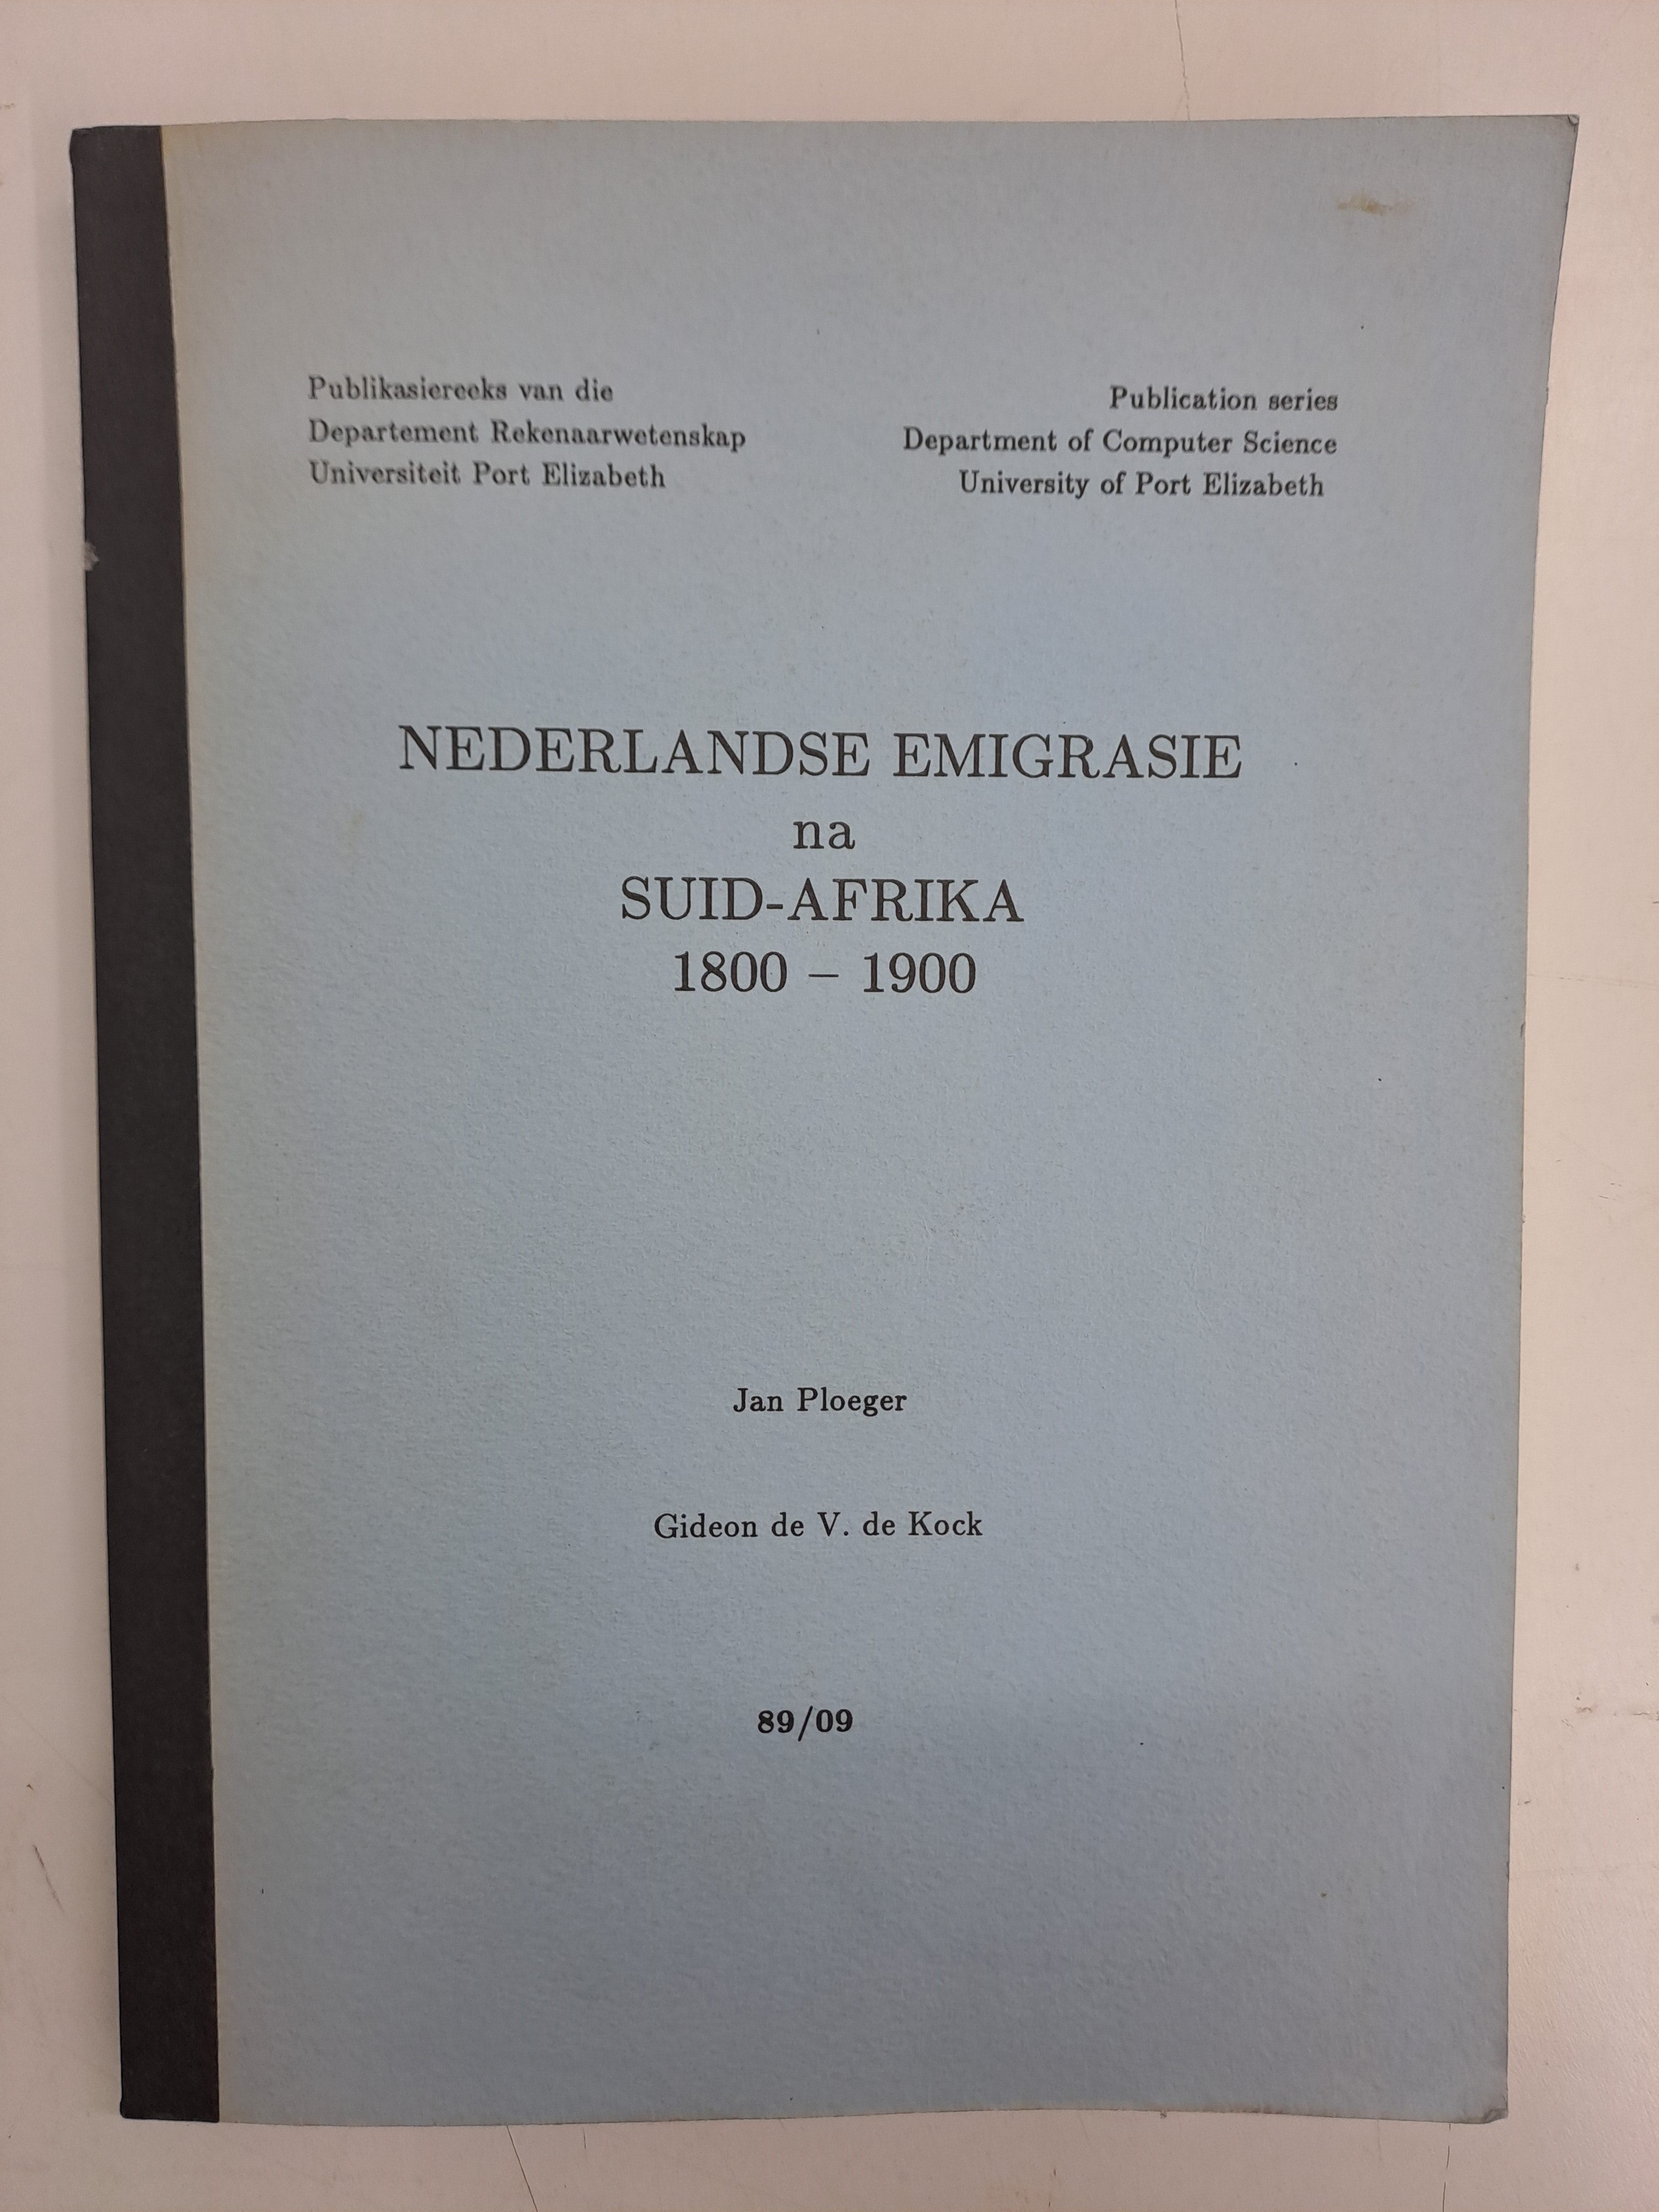 Publikasiereeks van die
Departement Rekenaarwetenskap
Universiteit Port Elizabeth
Publication series
Department of Computer Science
University of Port Elizabeth
NEDERLANDSE EMIGRASIE
na
SUID-AFRIKA
1800 – 1900
Jan Ploeger
Gideon de V. de Kock
89/09